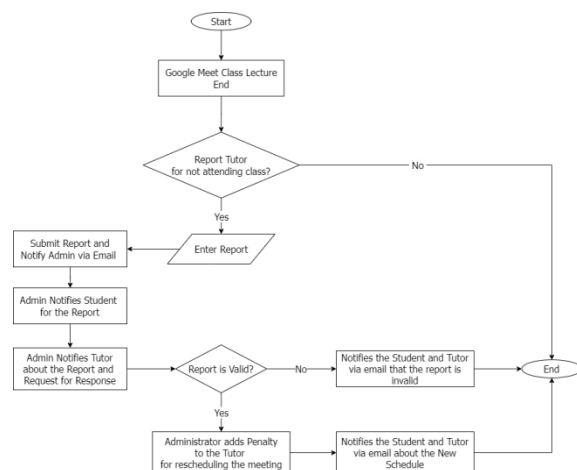 Start
Google Meet Class Lecture
End
Report Tutor
for not attending class?
No
Yes
Enter Report
Submit Report and
Notify Admin via Email
Admin Notifies Student
for the Report
Admin Notifies Tutor
about the Report and
Request for Response
Report is Valid?
No
Notifies the Student and Tutor
via email that the report is
invalid
End
Yes
Administrator adds Penalty
to the Tutor
for rescheduling the meeting
Notifies the Student and Tutor
via email about the New
Schedule